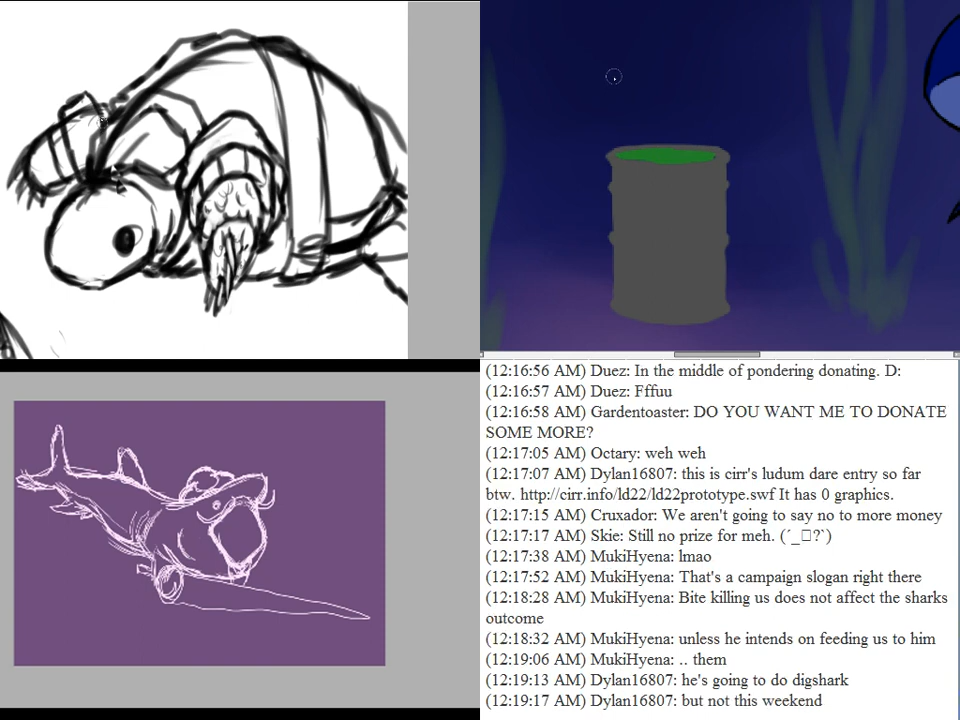 (12:16:56 AM) Duez: In the middle of pondering donating. D:
(12:16:57 AM) Duez: Fffuu
(12:16:58 AM) Gardentoaster: DO YOU WANT ME TO DONATE
SOME MORE?
(12:17:05 AM) Octary: weh weh
(12:17:07 AM) Dylan16807: this is cirr's ludum dare entry so far
btw. http://cirr.info/ld22/ld22prototype.swf It has 0 graphics.
(12:17:15 AM) Cruxador: We aren't going to say no to more money
(12:17:17 AM) Skie: Still no prize for meh. (´_□?`)
(12:17:38 AM) MukiHyena: lmao
(12:17:52 AM) MukiHyena: That's a campaign slogan right there
(12:18:28 AM) MukiHyena: Bite killing us does not affect the sharks
outcome
(12:18:32 AM) MukiHyena: unless he intends on feeding us to him
(12:19:06 AM) MukiHyena: .. them
(12:19:13 AM) Dylan16807: he's going to do digshark
(12:19:17 AM) Dylan16807: but not this weekend